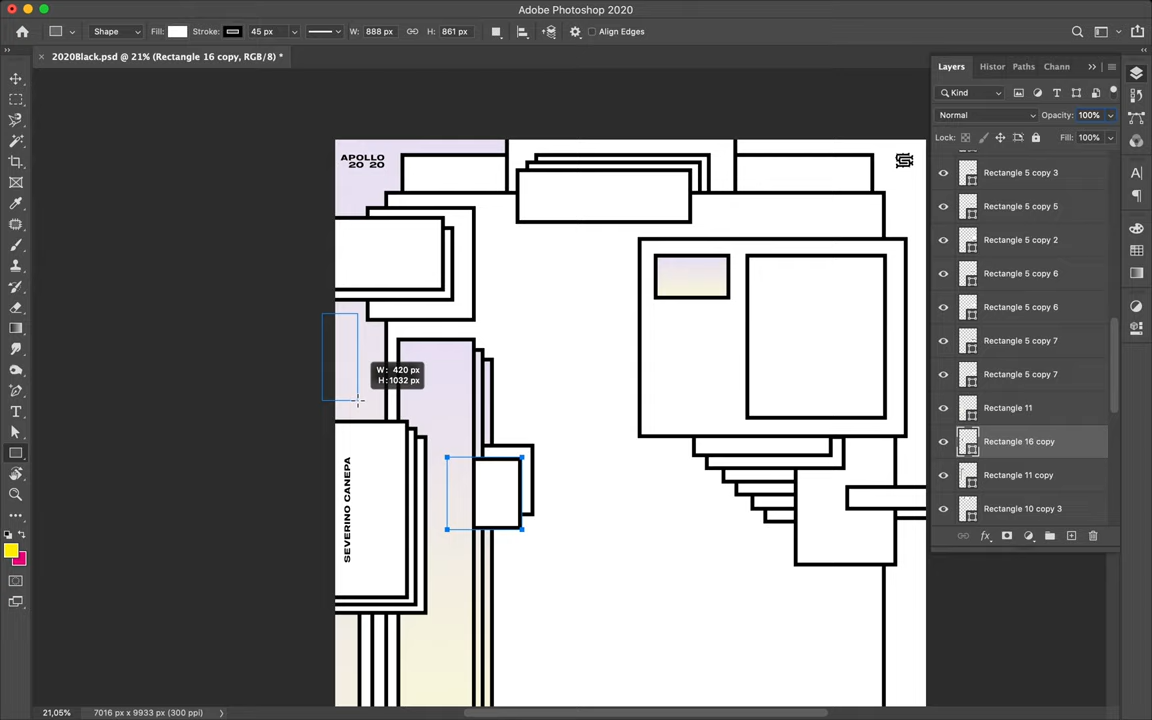 Adobe Photoshop 2020
Shape Fill: Stroke: 45 px W: 888 px H: 861 px Align Edges
2020Black.psd @ 21% (Rectangle 16 copy, RGB/8) *
Layers Histor Paths Chann
Kind
Normal Opacity: 100%
Lock: Fill: 100%
Rectangle 5 copy 3
Rectangle 5 copy 5
Rectangle 5 copy 2
Rectangle 5 copy 6
Rectangle 5 copy 6
Rectangle 5 copy 7
Rectangle 5 copy 7
Rectangle 11
Rectangle 16 copy
Rectangle 11 copy
Rectangle 10 copy 3
APOLLO
20 20
W: 420 px
H: 1032 px
SEVERINO CANEPA
21,05% 7016 px x 9933 px (300 ppi)